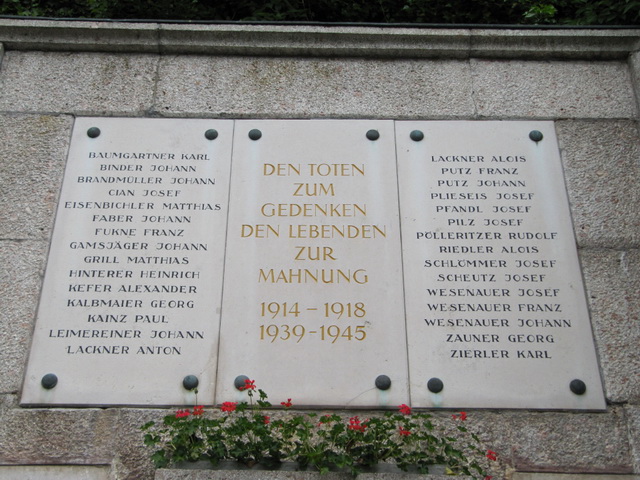 BAUMGARTNER KARL
BINDER JOHANN
BRANDMÜLLER JOHANN
CIAN JOSEF
EISENBICHLER MATTHIAS
FABER JOHANN
FUKNE FRANZ
GAMSJÄGER JOHANN
GRILL MATTHIAS
HINTERER HEINRICH
KEFER ALEXANDER
KALBMAIER GEORG
KAINZ PAUL
LEIMEREINER JOHANN
LACKNER ANTON
DEN TOTEN
ZUM
GEDENKEN
DEN LEBENDEN
ZUR
MAHNUNG
1914-1918
1939-1945
LACKNER ALOIS
PUTZ FRANZ
PUTZ JOHANN
PLIESEIS JOSEF
PFANDL JOSEF
PILZ JOSEF
PÖLLERITZER RUDOLF
RIEDLER ALOIS
SCHLÖMMER JOSEF
SCHEUTZ JOSEF
WESENAUER JOSEF
WESENAUER FRANZ
WESENAUER JOHANN
ZAUNER GEORG
ZIERLER KARL